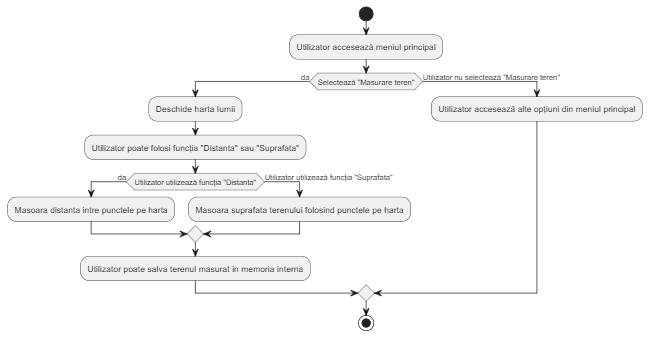 Utilizator accesează meniul principal
da
Selectează "Masurare teren"
Utilizator nu selectează "Masurare teren"
Deschide harta lumii
Utilizator accesează alte opțiuni din meniul principal
Utilizator poate folosi funcția "Distanta" sau "Suprafata"
da
Utilizator utilizează funcția "Distanta"
Utilizator utilizează funcția "Suprafata"
Masoara distanta intre punctele pe harta
Masoara suprafata terenului folosind punctele pe harta
Utilizator poate salva terenul masurat in memoria interna